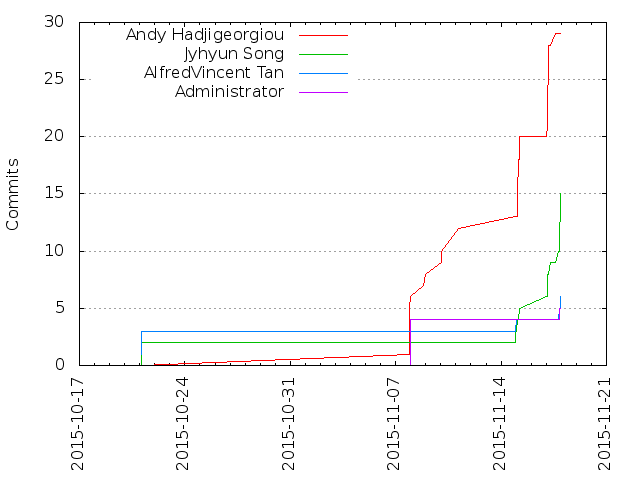 30
25
20
15
10
5
0
Commits
Andy Hadjigeorgiou
Jyhyun Song
AlfredVincent Tan
Administrator
2015-10-17
2015-10-24
2015-10-31
2015-11-07
2015-11-14
2015-11-21